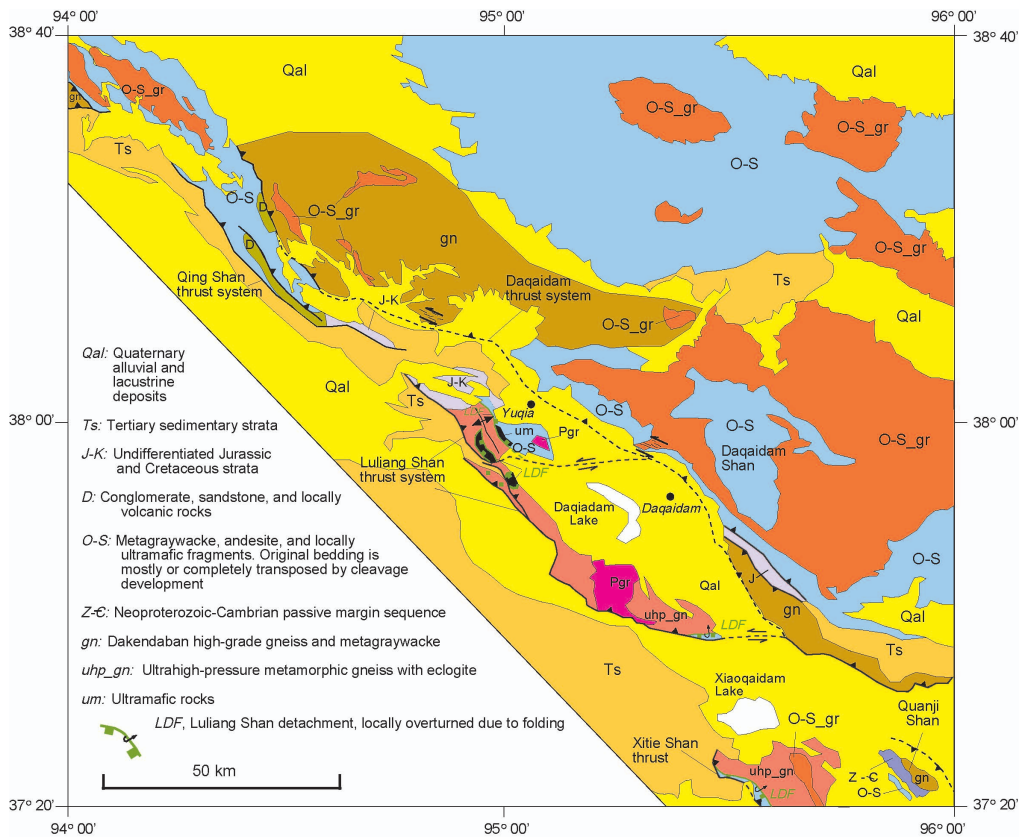 94° 00'
95° 00'
96° 00'
38° 40'
38° 40'
Qal
Qal
O-S_gr
gn
O-S_gr
O-S_gr
Ts
O-S
O-S
D
O-S_gr
D
gn
O-S_gr
Qing Shan
thrust system
Daqaidam
thrust system
Ts
J-K
O-S_gr
Qal
Qal: Quaternary
alluvial and
lacustrine
deposits
Qal
J-K
Ts
LDF
Yuqia
O-S
38° 00'
38° 00'
um
Pgr
O-S
O-S
O-S_gr
Ts: Tertiary sedimentary strata
Daqaidam
Shan
J-K: Undifferentiated Jurassic
and Cretaceous strata
Luliang Shan
thrust system
LDF
D: Conglomerate, sandstone, and locally
volcanic rocks
Daqiadam
Lake
Daqaidam
O-S: Metagraywacke, andesite, and locally
ultramafic fragments. Original bedding is
mostly or completely transposed by cleavage
development
O-S
Pgr
Qal
J
Z-Є: Neoproterozoic-Cambrian passive margin sequence
uhp_gn
LDF
gn
Qal
gn: Dakendaban high-grade gneiss and metagraywacke
Ts
uhp_gn: Ultrahigh-pressure metamorphic gneiss with eclogite
Ts
um: Ultramafic rocks
Xiaoqaidam
Lake
LDF, Luliang Shan detachment, locally overturned due to folding
O-S_gr
Quanji
Shan
Xitie Shan
thrust
50 km
uhp_gn
Z - Є
gn
O-S
LDF
37° 20'
37° 20'
94° 00'
95° 00'
96° 00'